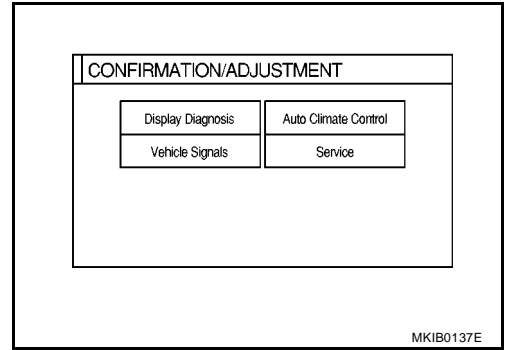 CONFIRMATION/ADJUSTMENT
Display Diagnosis Auto Climate Control
Vehicle Signals Service
MKIB0137E